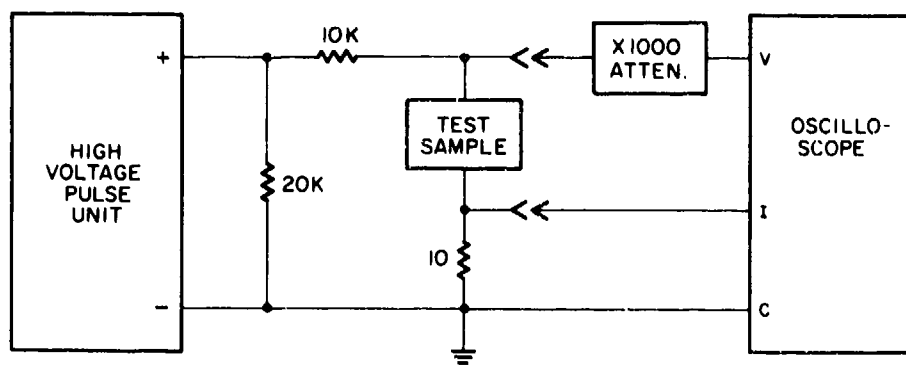 HIGH
VOLTAGE
PULSE
UNIT
+
−
10K
20K
TEST
SAMPLE
10
X1000
ATTEN.
V
OSCILLO-
SCOPE
I
C